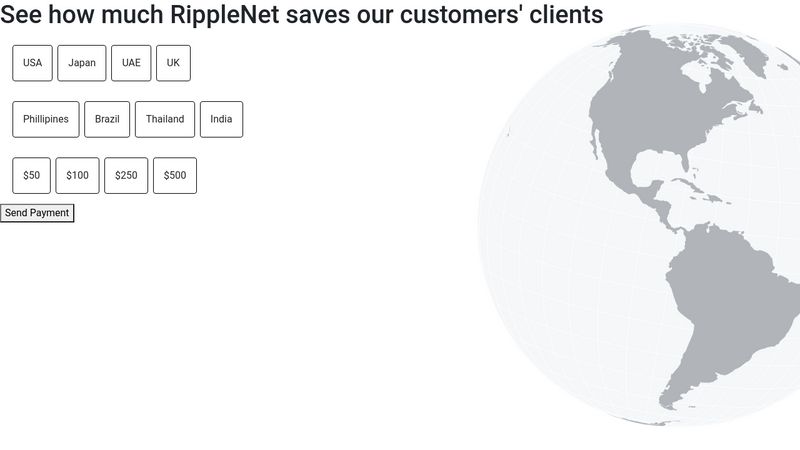 See how much RippleNet saves our customers' clients
USA Japan UAE UK
Phillipines Brazil Thailand India
$50 $100 $250 $500
Send Payment